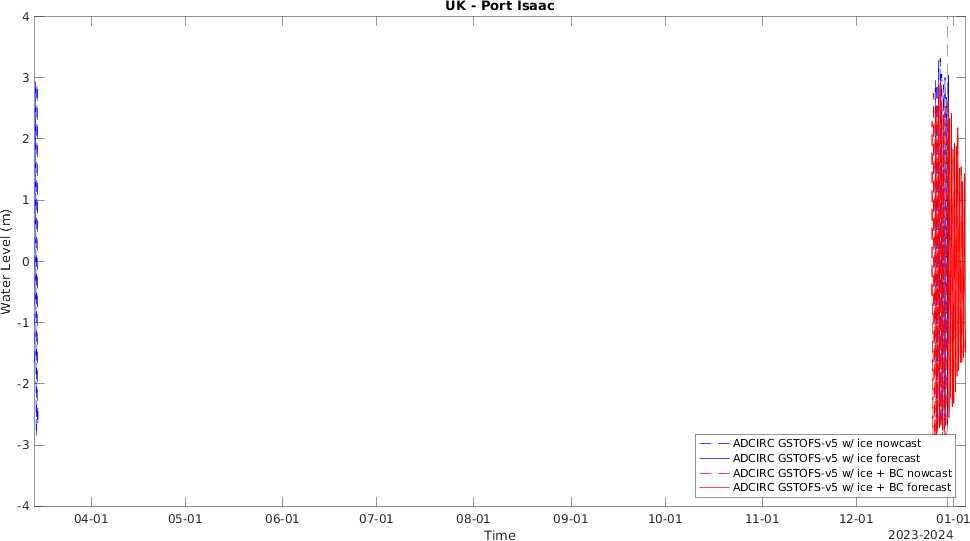 UK - Port Isaac
4
3
2
1
0
-1
-2
-3
-4
Water Level (m)
ADCIRC GSTOFS-v5 w/ ice nowcast
ADCIRC GSTOFS-v5 w/ ice forecast
ADCIRC GSTOFS-v5 w/ ice + BC nowcast
ADCIRC GSTOFS-v5 w/ ice + BC forecast
04-01 05-01 06-01 07-01 08-01 09-01 10-01 11-01 12-01 01-01
Time
2023-2024